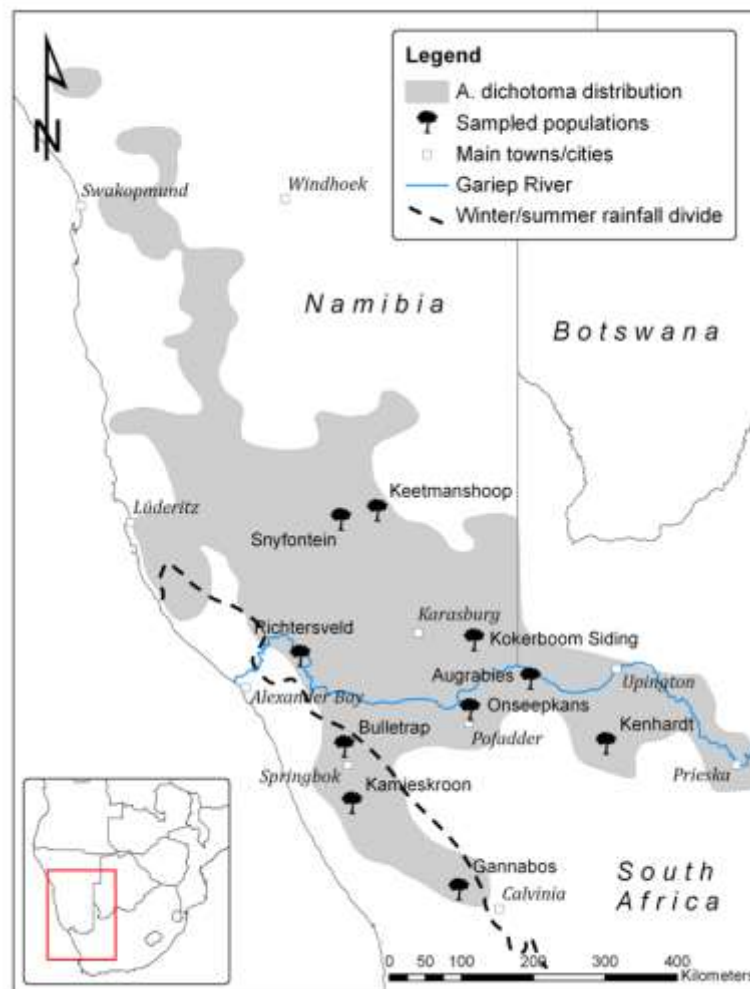 Legend
A. dichotoma distribution
Sampled populations
Main towns/cities
Gariep River
Winter/summer rainfall divide
N
Swakopmund
Windhoek
Namibia
Botswana
Keetmanshoop
Lüderitz
Snyfontein
Richtersveld
Karasburg
Kokerboom Siding
Augrabies
Upington
Alexander Bay
Onseepkans
Bulletrap
Pofadder
Kenhardt
Springbok
Prieska
Kamieskroon
Gannabos
Calvinia
South
Africa
0 50 100 200 300 400
Kilometers